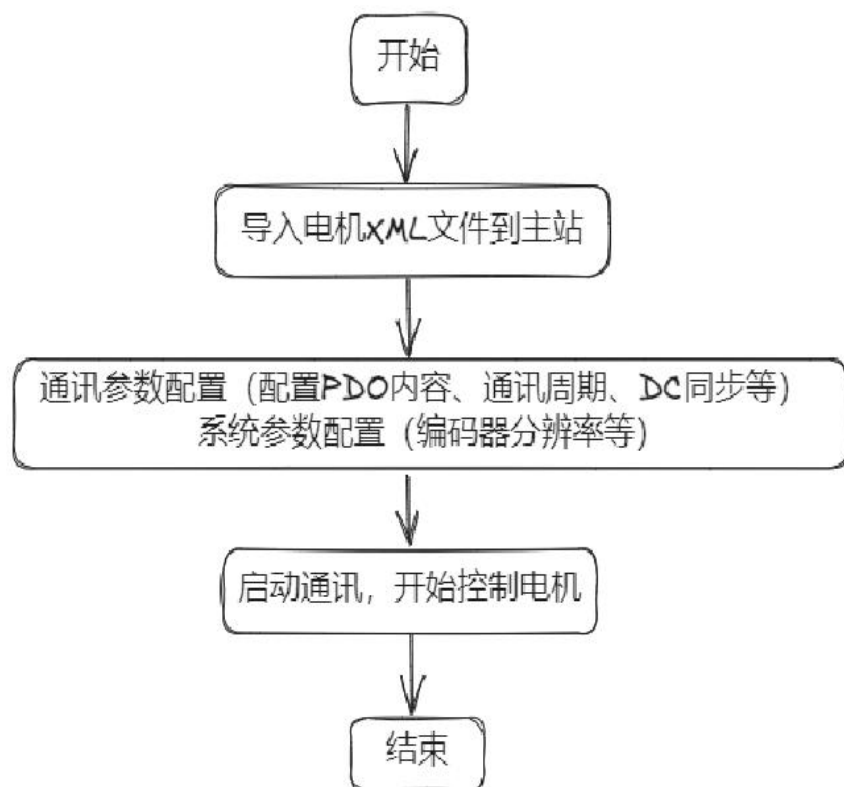 开始
导入电机XML文件到主站
通讯参数配置（配置PDO内容、通讯周期、DC同步等）
系统参数配置（编码器分辨率等）
启动通讯，开始控制电机
结束